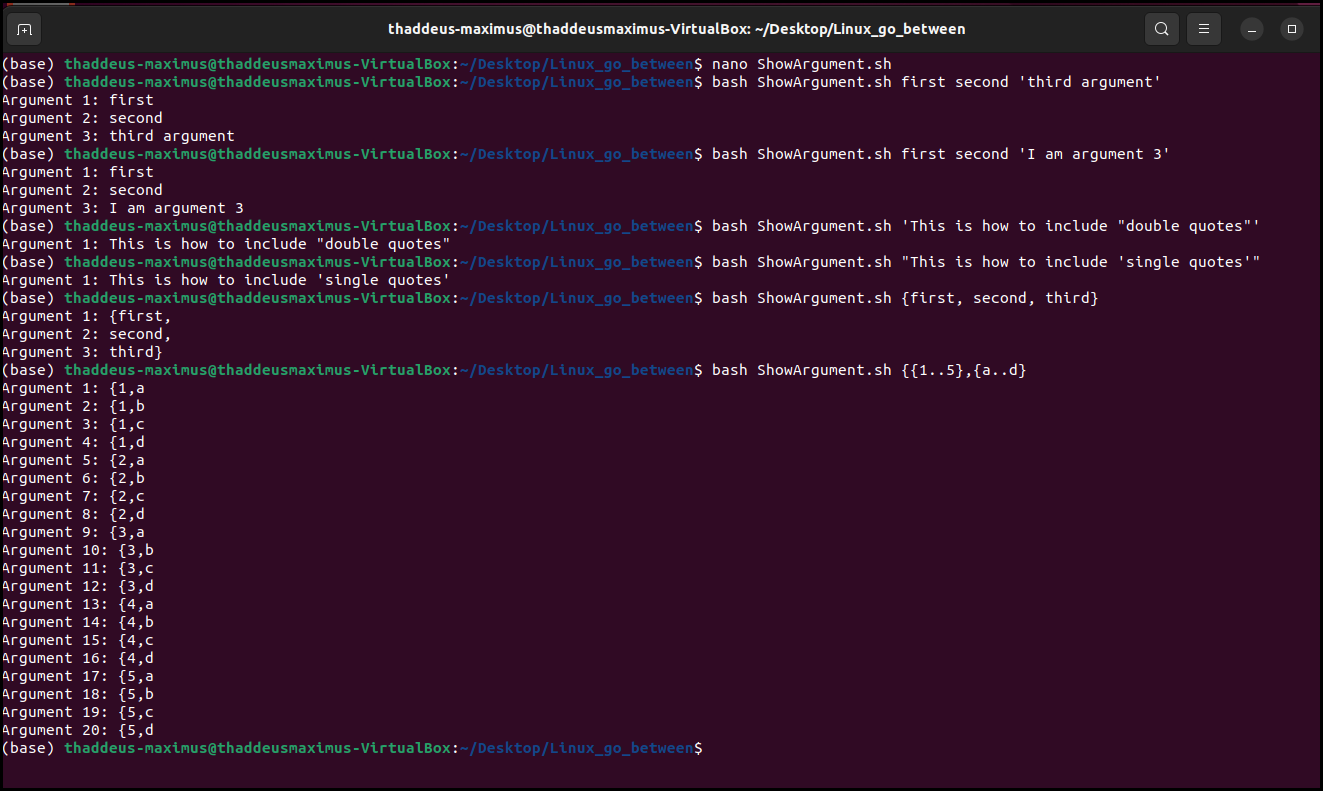 thaddeus-maximus@thaddeusmaximus-VirtualBox: ~/Desktop/Linux_go_between
(base) thaddeus-maximus@thaddeusmaximus-VirtualBox:~/Desktop/Linux_go_between$ nano ShowArgument.sh
(base) thaddeus-maximus@thaddeusmaximus-VirtualBox:~/Desktop/Linux_go_between$ bash ShowArgument.sh first second 'third argument'
Argument 1: first
Argument 2: second
Argument 3: third argument
(base) thaddeus-maximus@thaddeusmaximus-VirtualBox:~/Desktop/Linux_go_between$ bash ShowArgument.sh first second 'I am argument 3'
Argument 1: first
Argument 2: second
Argument 3: I am argument 3
(base) thaddeus-maximus@thaddeusmaximus-VirtualBox:~/Desktop/Linux_go_between$ bash ShowArgument.sh 'This is how to include "double quotes"'
Argument 1: This is how to include "double quotes"
(base) thaddeus-maximus@thaddeusmaximus-VirtualBox:~/Desktop/Linux_go_between$ bash ShowArgument.sh "This is how to include 'single quotes'"
Argument 1: This is how to include 'single quotes'
(base) thaddeus-maximus@thaddeusmaximus-VirtualBox:~/Desktop/Linux_go_between$ bash ShowArgument.sh {first, second, third}
Argument 1: {first,
Argument 2: second,
Argument 3: third}
(base) thaddeus-maximus@thaddeusmaximus-VirtualBox:~/Desktop/Linux_go_between$ bash ShowArgument.sh {{1..5},{a..d}
Argument 1: {1,a
Argument 2: {1,b
Argument 3: {1,c
Argument 4: {1,d
Argument 5: {2,a
Argument 6: {2,b
Argument 7: {2,c
Argument 8: {2,d
Argument 9: {3,a
Argument 10: {3,b
Argument 11: {3,c
Argument 12: {3,d
Argument 13: {4,a
Argument 14: {4,b
Argument 15: {4,c
Argument 16: {4,d
Argument 17: {5,a
Argument 18: {5,b
Argument 19: {5,c
Argument 20: {5,d
(base) thaddeus-maximus@thaddeusmaximus-VirtualBox:~/Desktop/Linux_go_between$